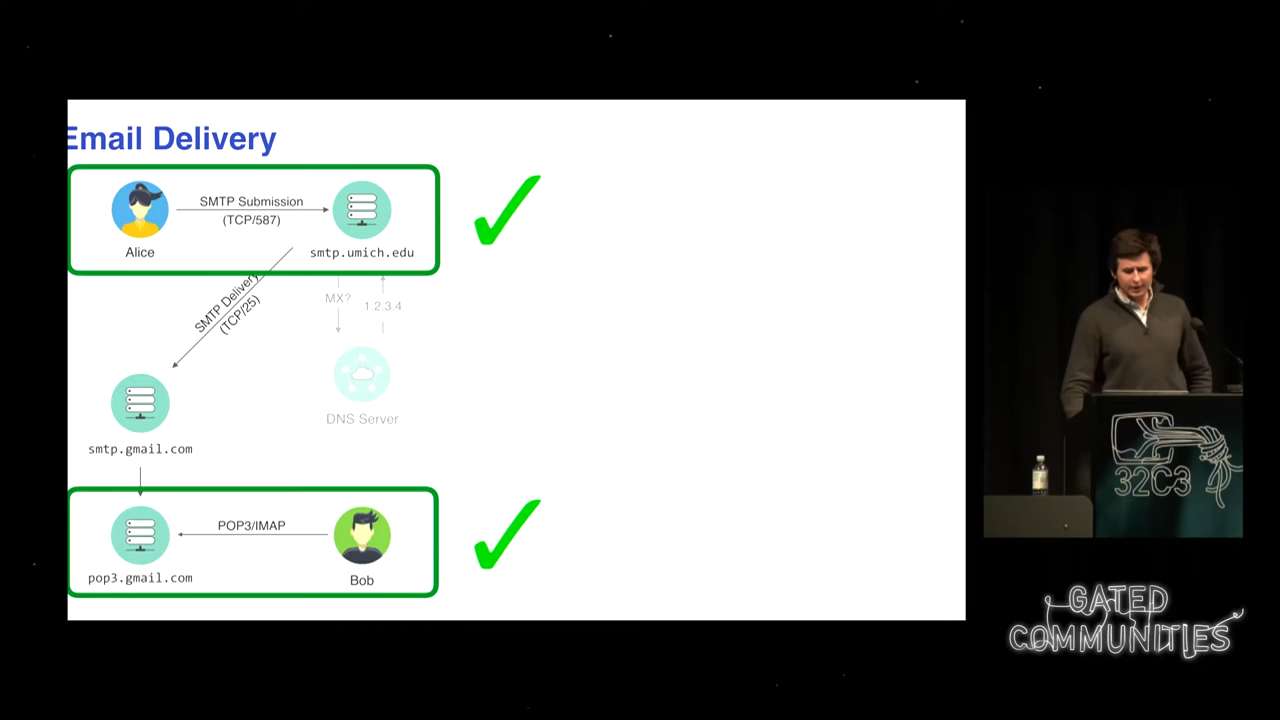 Email Delivery
SMTP Submission
(TCP/587)
Alice
smtp.umich.edu
SMTP Delivery
(TCP/25)
MX?
1.2.3.4
DNS Server
smtp.gmail.com
POP3/IMAP
pop3.gmail.com
Bob
32C3
GATED
COMMUNITIES